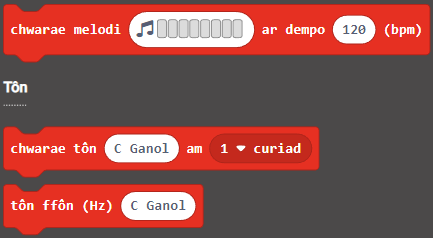 chwarae melodi ar dempo 120 (bpm)
Tôn
chwarae tôn C Ganol am 1 curiad
tôn ffôn (Hz) C Ganol